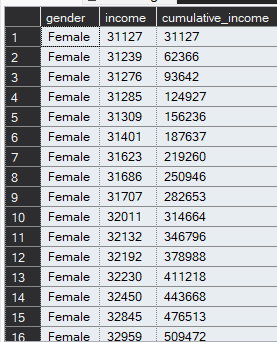 gender income cumulative_income
1 Female 31127 31127
2 Female 31239 62366
3 Female 31276 93642
4 Female 31285 124927
5 Female 31309 156236
6 Female 31401 187637
7 Female 31623 219260
8 Female 31686 250946
9 Female 31707 282653
10 Female 32011 314664
11 Female 32132 346796
12 Female 32192 378988
13 Female 32230 411218
14 Female 32450 443668
15 Female 32845 476513
16 Female 32959 509472